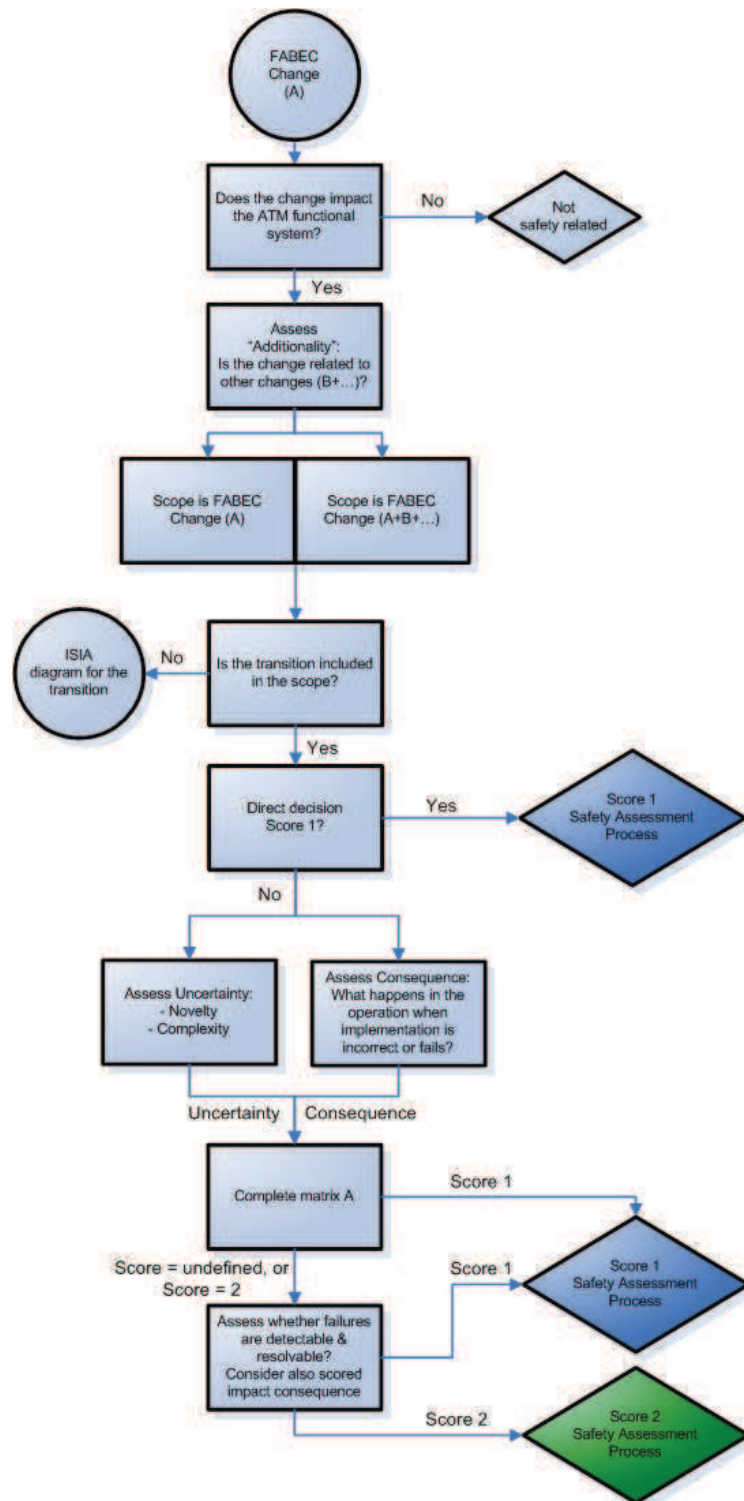 FABEC
Change
(A)
Does the change impact
the ATM functional
system?
No
Not
safety related
Yes
Assess
“Additionality”:
Is the change related to
other changes (B+…)?
Scope is FABEC
Change (A)
Scope is FABEC
Change (A+B+…)
ISIA
diagram for the
transition
No
Is the transition included
in the scope?
Yes
Direct decision
Score 1?
Yes
Score 1
Safety Assessment
Process
No
Assess Uncertainty:
- Novelty
- Complexity
Assess Consequence:
What happens in the
operation when
implementation is
incorrect or fails?
Uncertainty
Consequence
Complete matrix A
Score 1
Score = undefined, or
Score = 2
Score 1
Score 1
Safety Assessment
Process
Assess whether failures
are detectable &
resolvable?
Consider also scored
impact consequence
Score 2
Score 2
Safety Assessment
Process